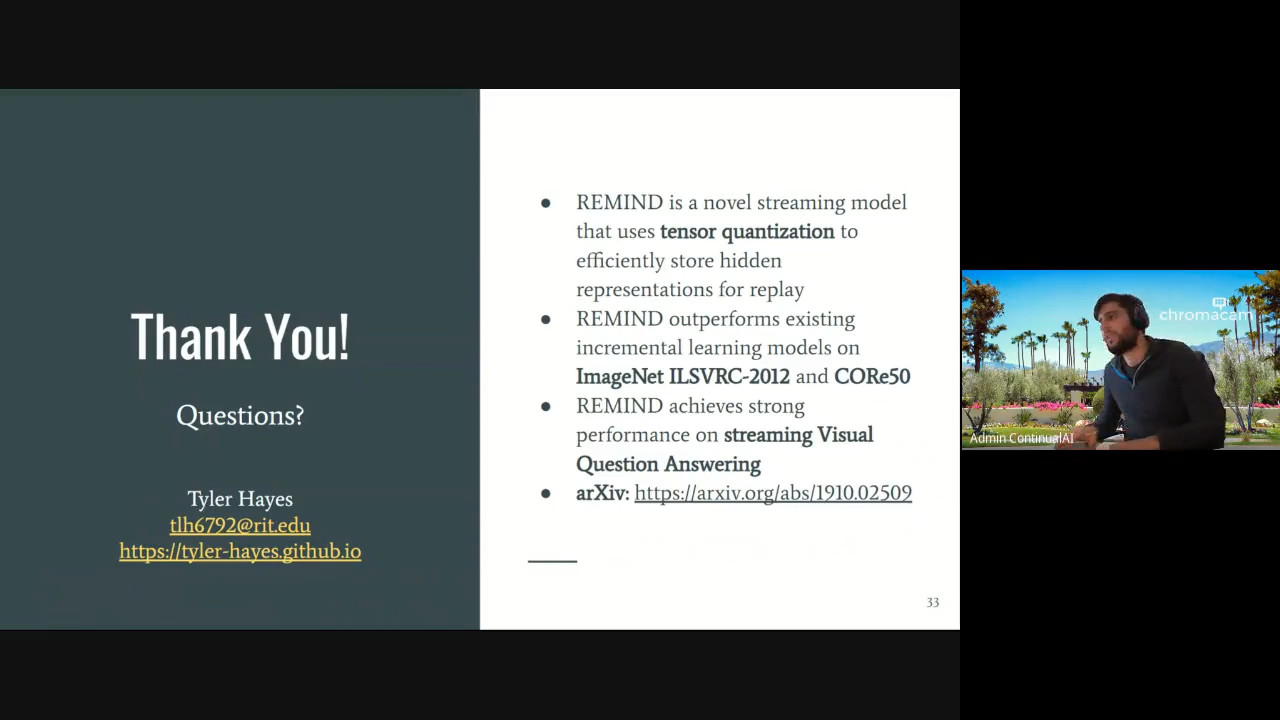 Thank You!
Questions?
Tyler Hayes
tlh6792@rit.edu
https://tyler-hayes.github.io
● REMIND is a novel streaming model
that uses tensor quantization to
efficiently store hidden
representations for replay
● REMIND outperforms existing
incremental learning models on
ImageNet ILSVRC-2012 and CORe50
● REMIND achieves strong
performance on streaming Visual
Question Answering
● arXiv: https://arxiv.org/abs/1910.02509
33
chromacam
Admin ContinualAI